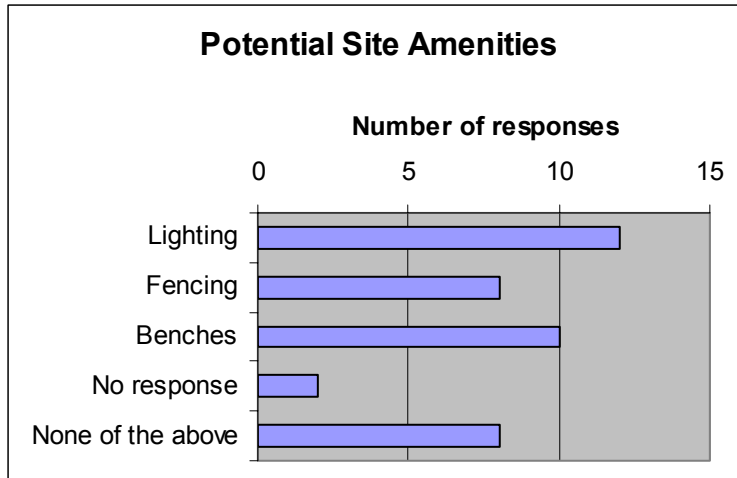 Potential Site Amenities
Number of responses
0 5 10 15
Lighting
Fencing
Benches
No response
None of the above